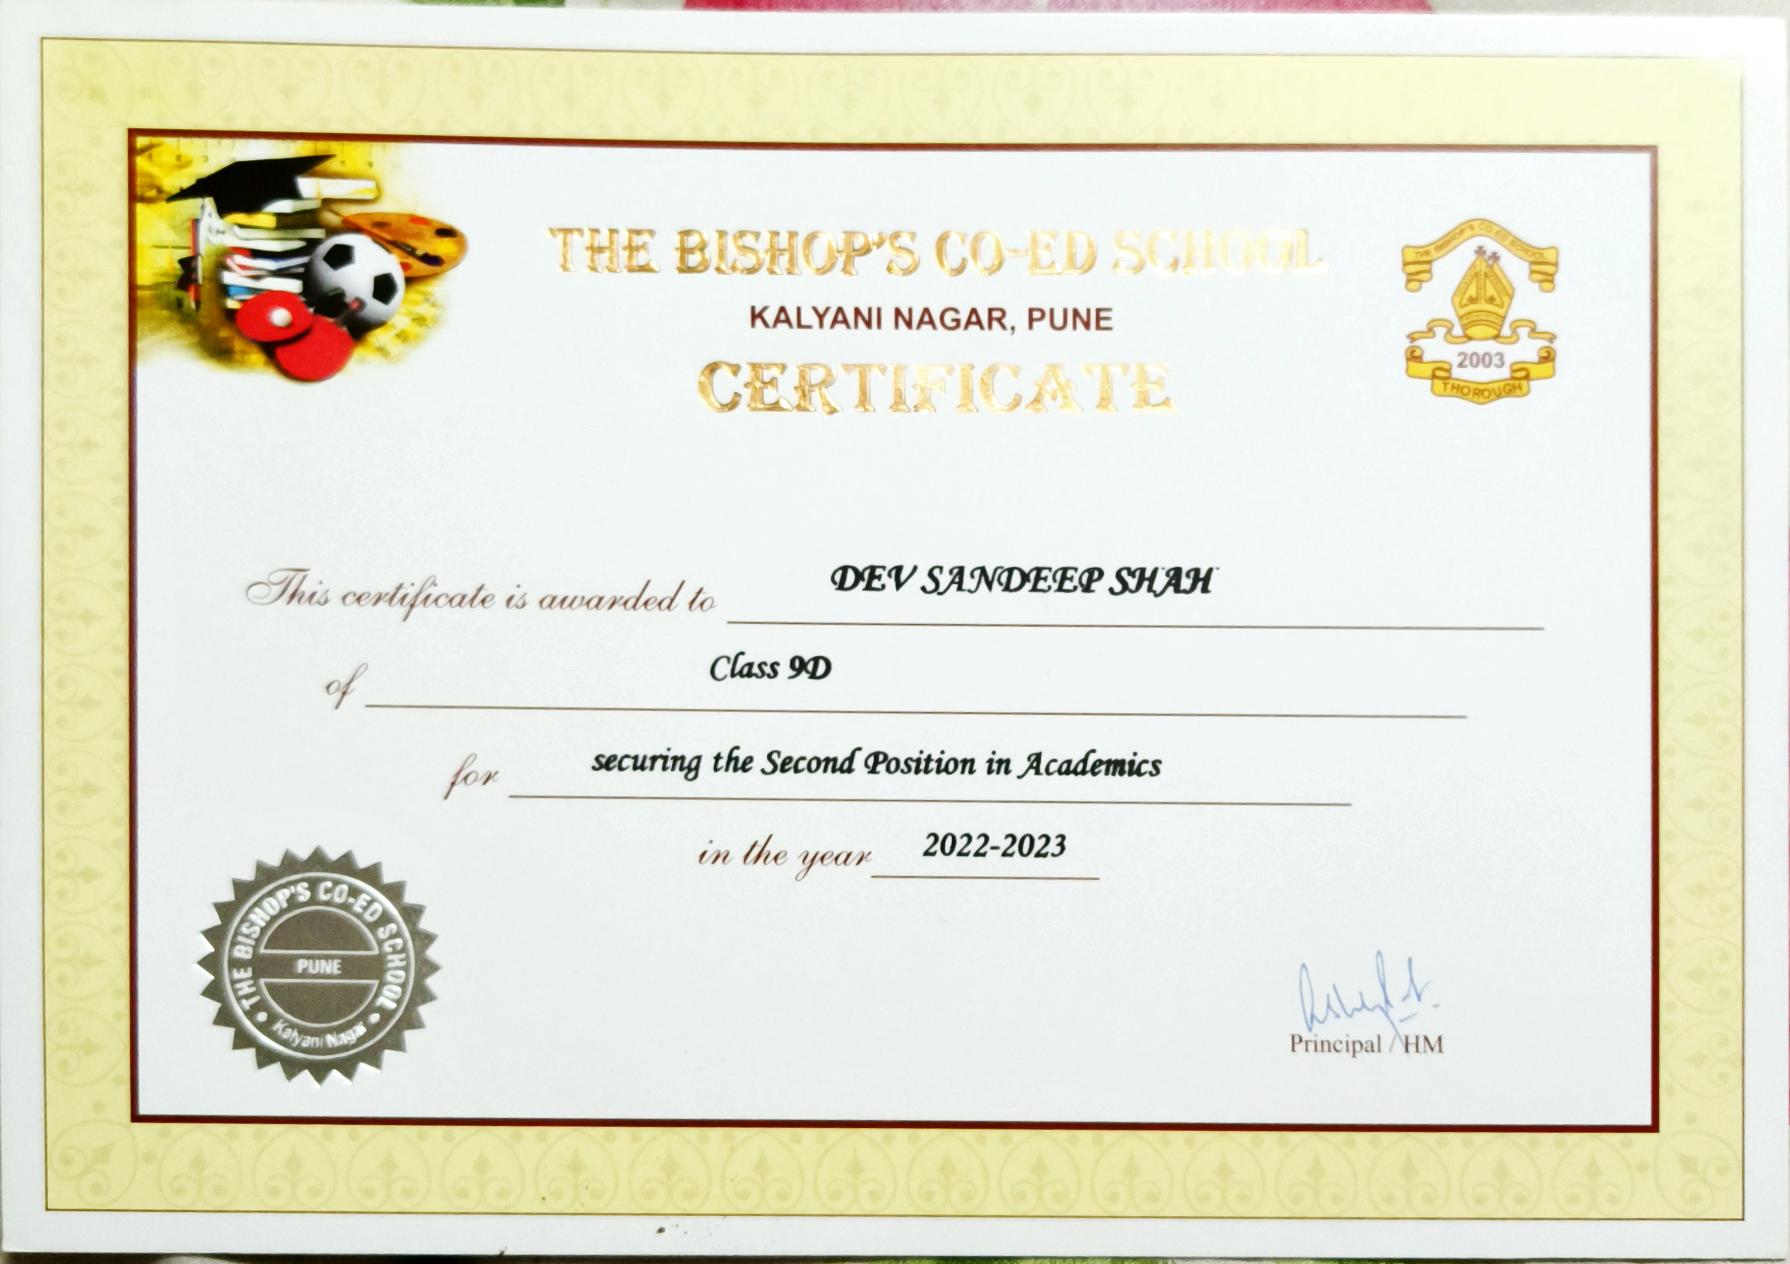 THE BISHOP'S CO-ED SCHOOL
KALYANI NAGAR, PUNE
CERTIFICATE
THE BISHOP'S CO-ED SCHOOL
2003
THOROUGH
This certificate is awarded to DEV SANDEEP SHAH
of Class 9D
for securing the Second Position in Academics
in the year 2022-2023
THE BISHOP'S CO-ED SCHOOL
PUNE
Kalyani Nagar
Principal / HM